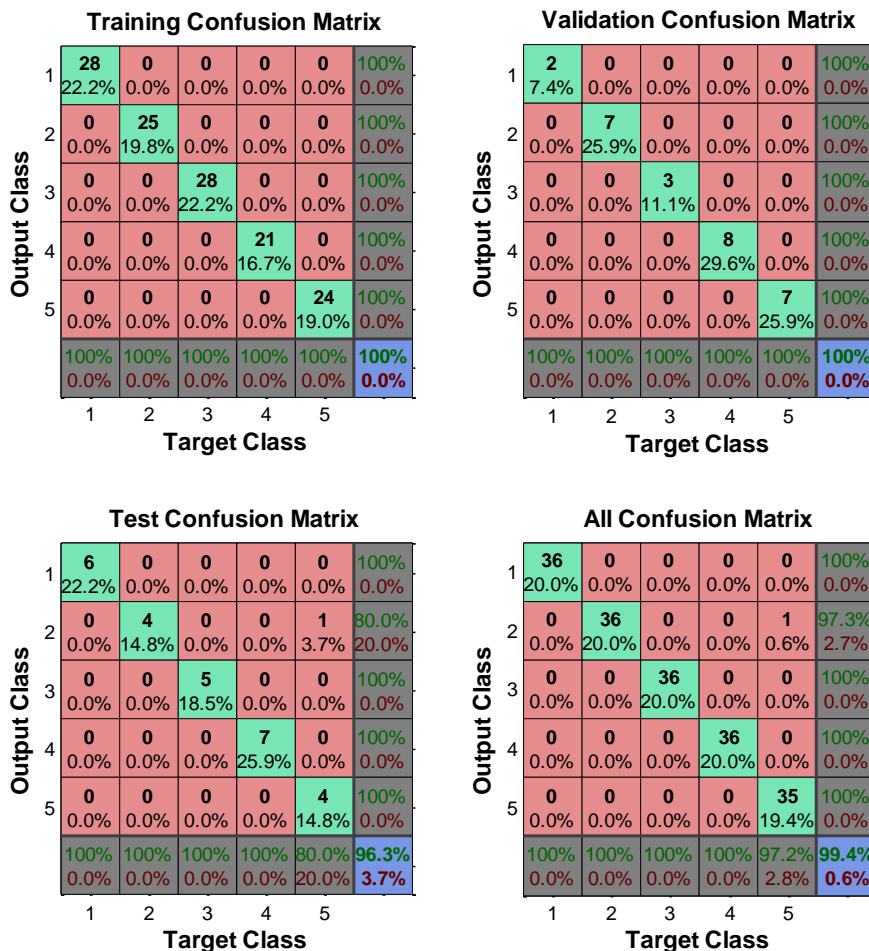 Training Confusion Matrix
1 28 0 0 0 0 100%
22.2% 0.0% 0.0% 0.0% 0.0% 0.0%
2 0 25 0 0 0 100%
0.0% 19.8% 0.0% 0.0% 0.0% 0.0%
3 0 0 28 0 0 100%
0.0% 0.0% 22.2% 0.0% 0.0% 0.0%
4 0 0 0 21 0 100%
0.0% 0.0% 0.0% 16.7% 0.0% 0.0%
5 0 0 0 0 24 100%
0.0% 0.0% 0.0% 0.0% 19.0% 0.0%
100% 100% 100% 100% 100% 100%
0.0% 0.0% 0.0% 0.0% 0.0% 0.0%
1 2 3 4 5
Target Class
Output Class
Validation Confusion Matrix
1 2 0 0 0 0 100%
7.4% 0.0% 0.0% 0.0% 0.0% 0.0%
2 0 7 0 0 0 100%
0.0% 25.9% 0.0% 0.0% 0.0% 0.0%
3 0 0 3 0 0 100%
0.0% 0.0% 11.1% 0.0% 0.0% 0.0%
4 0 0 0 8 0 100%
0.0% 0.0% 0.0% 29.6% 0.0% 0.0%
5 0 0 0 0 7 100%
0.0% 0.0% 0.0% 0.0% 25.9% 0.0%
100% 100% 100% 100% 100% 100%
0.0% 0.0% 0.0% 0.0% 0.0% 0.0%
1 2 3 4 5
Target Class
Output Class
Test Confusion Matrix
1 6 0 0 0 0 100%
22.2% 0.0% 0.0% 0.0% 0.0% 0.0%
2 0 4 0 0 1 80.0%
0.0% 14.8% 0.0% 0.0% 3.7% 20.0%
3 0 0 5 0 0 100%
0.0% 0.0% 18.5% 0.0% 0.0% 0.0%
4 0 0 0 7 0 100%
0.0% 0.0% 0.0% 25.9% 0.0% 0.0%
5 0 0 0 0 4 100%
0.0% 0.0% 0.0% 0.0% 14.8% 0.0%
100% 100% 100% 100% 80.0% 96.3%
0.0% 0.0% 0.0% 0.0% 20.0% 3.7%
1 2 3 4 5
Target Class
Output Class
All Confusion Matrix
1 36 0 0 0 0 100%
20.0% 0.0% 0.0% 0.0% 0.0% 0.0%
2 0 36 0 0 1 97.3%
0.0% 20.0% 0.0% 0.0% 0.6% 2.7%
3 0 0 36 0 0 100%
0.0% 0.0% 20.0% 0.0% 0.0% 0.0%
4 0 0 0 36 0 100%
0.0% 0.0% 0.0% 20.0% 0.0% 0.0%
5 0 0 0 0 35 100%
0.0% 0.0% 0.0% 0.0% 19.4% 0.0%
100% 100% 100% 100% 97.2% 99.4%
0.0% 0.0% 0.0% 0.0% 2.8% 0.6%
1 2 3 4 5
Target Class
Output Class